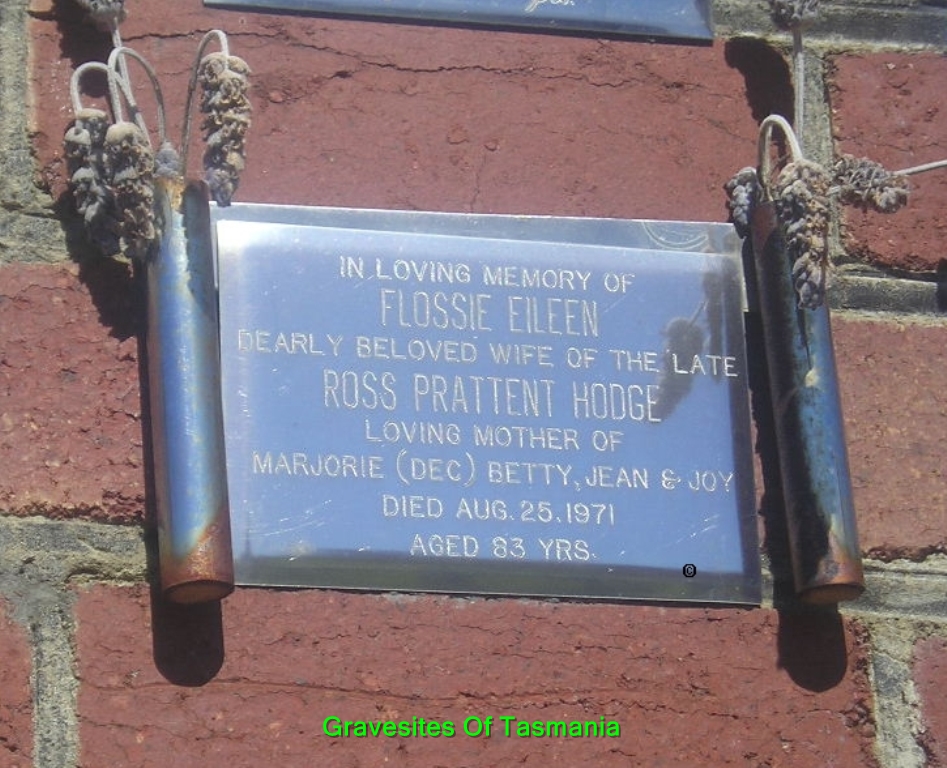 IN LOVING MEMORY OF
FLOSSIE EILEEN
DEARLY BELOVED WIFE OF THE LATE
ROSS PRATTENT HODGE
LOVING MOTHER OF
MARJORIE (DEC) BETTY, JEAN & JOY
DIED AUG. 25. 1971
AGED 83 YRS.
©
Gravesites Of Tasmania